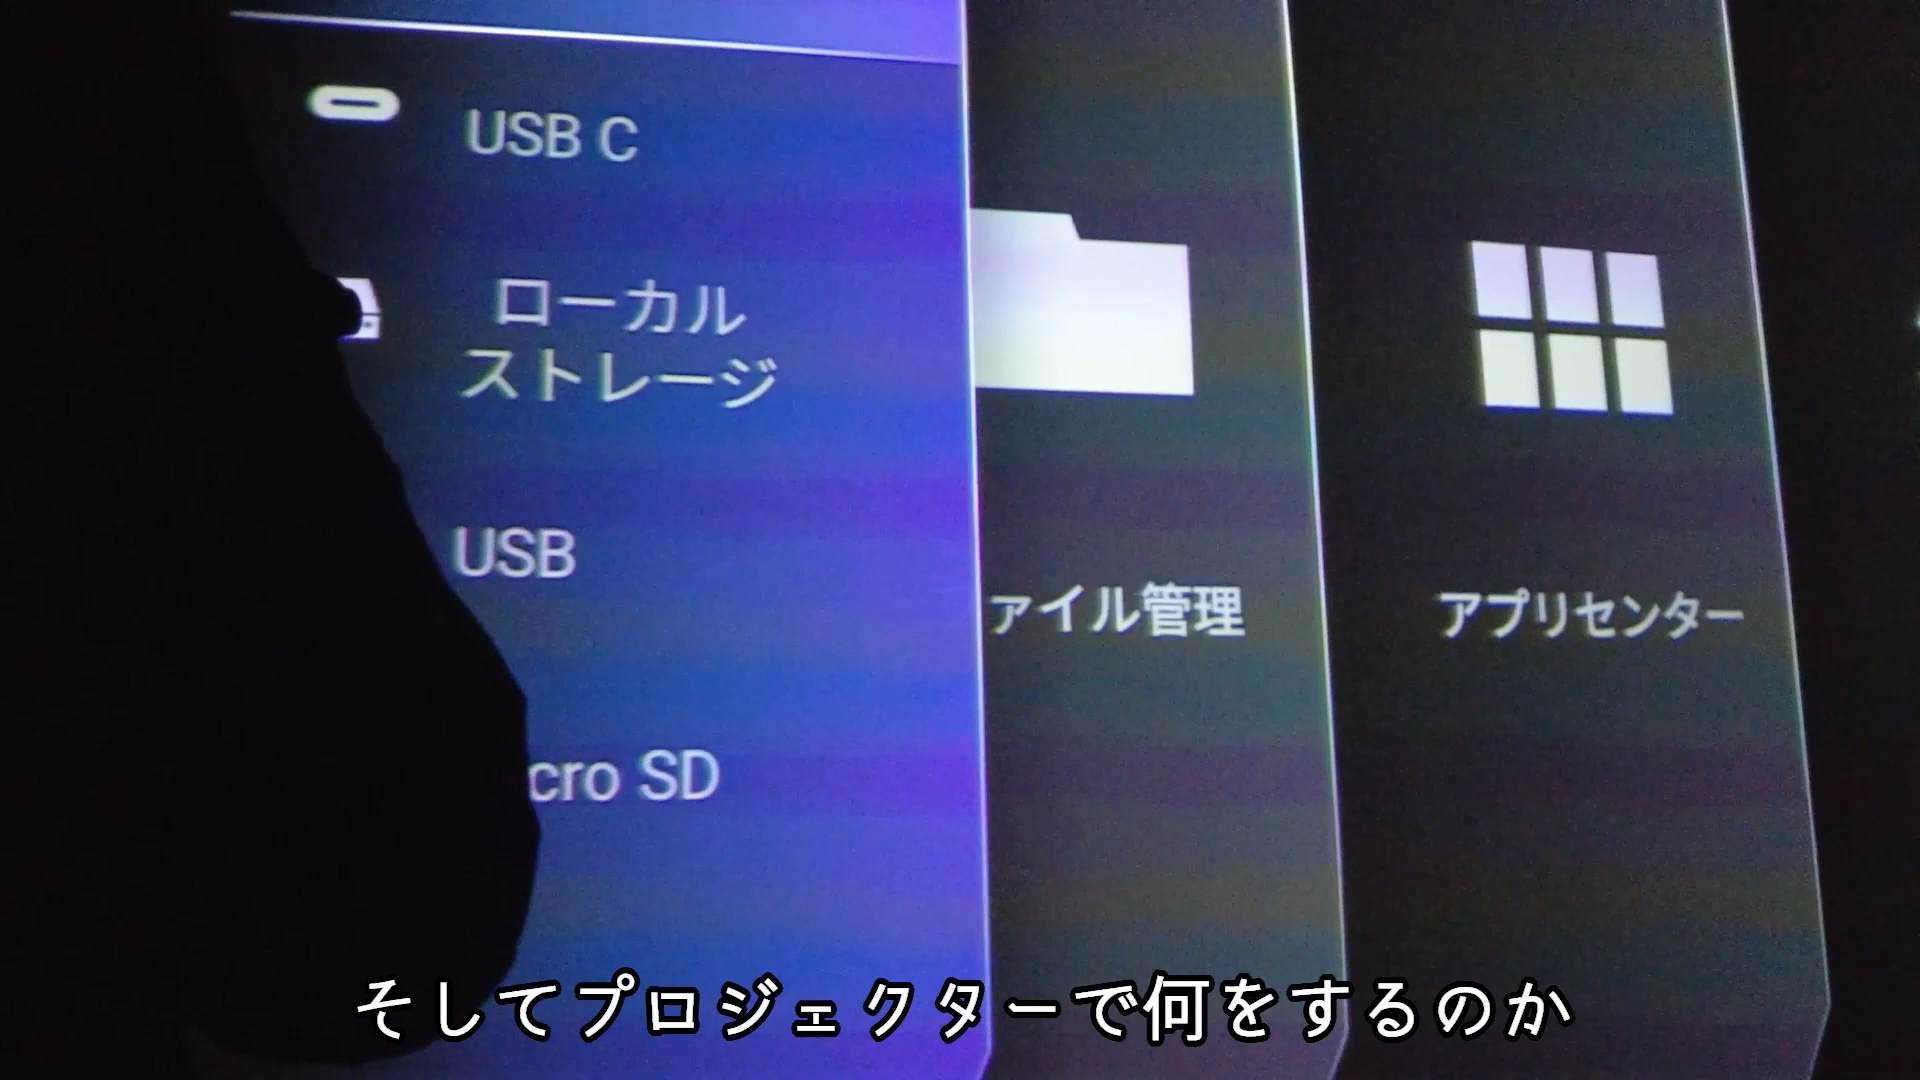 USB C
ローカル
ストレージ
USB
cro SD
ァイル管理
アプリセンター
そしてプロジェクターで何をするのか